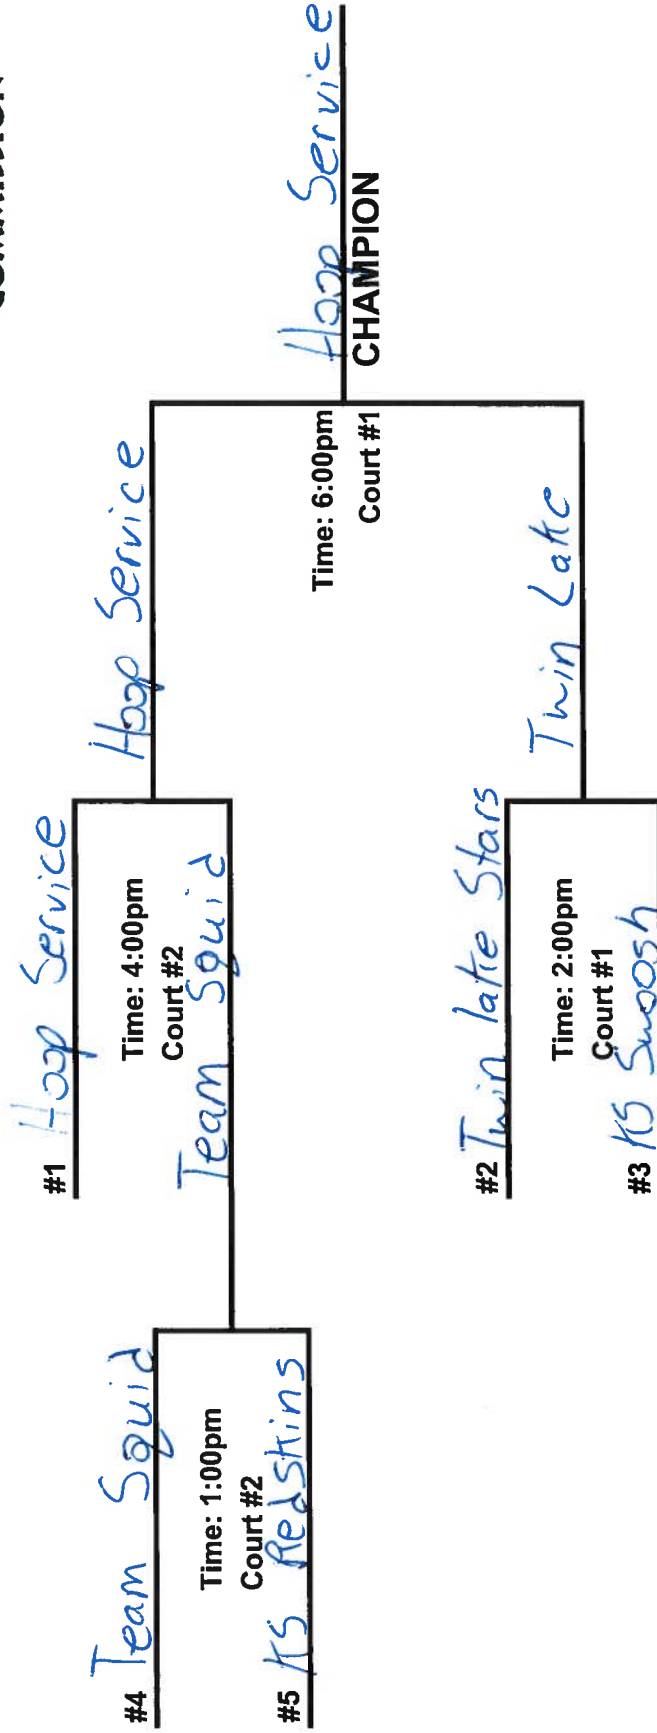 #4 Team Squid
Time: 1:00pm
Court #2
#5 KS Redskins
#1 Hoop Service
Time: 4:00pm
Court #2
Team Squid
#2 Twin lake Stars
Time: 2:00pm
Court #1
#3 KS Swoosh
Hoop Service
Time: 6:00pm
Court #1
Twin Lake
Hoop Service
CHAMPION